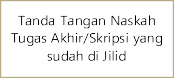 Tanda Tangan Naskah
Tugas Akhir/Skripsi yang
sudah di Jilid